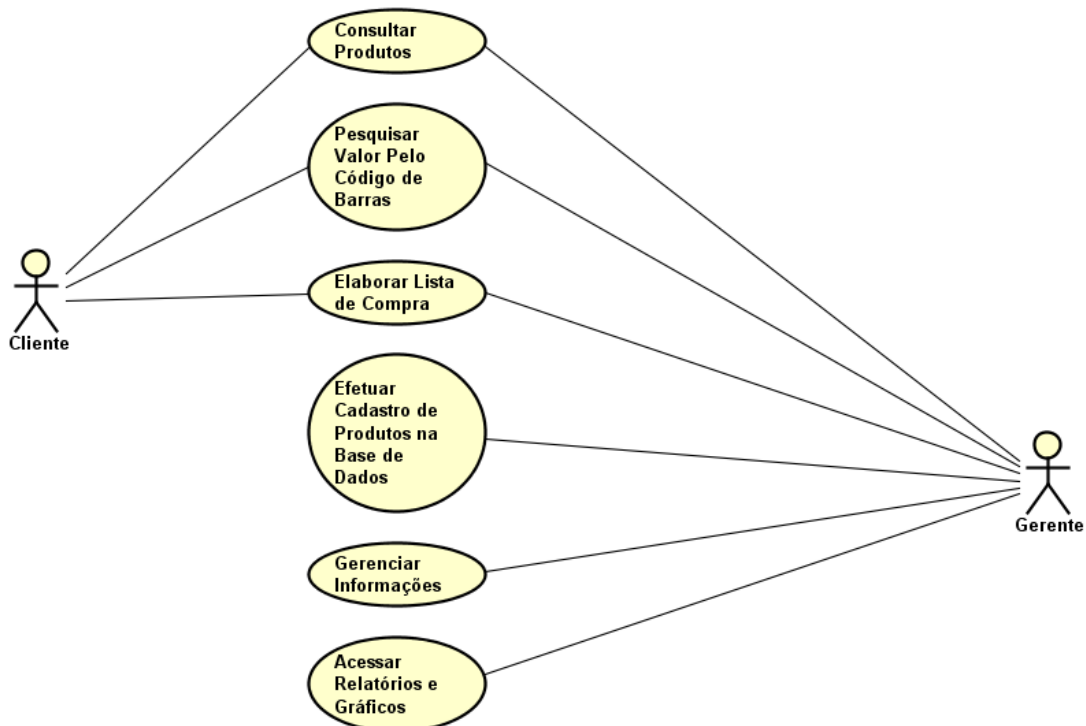 Consultar
Produtos
Pesquisar
Valor Pelo
Código de
Barras
Elaborar Lista
de Compra
Cliente
Efetuar
Cadastro de
Produtos na
Base de
Dados
Gerente
Gerenciar
Informações
Acessar
Relatórios e
Gráficos